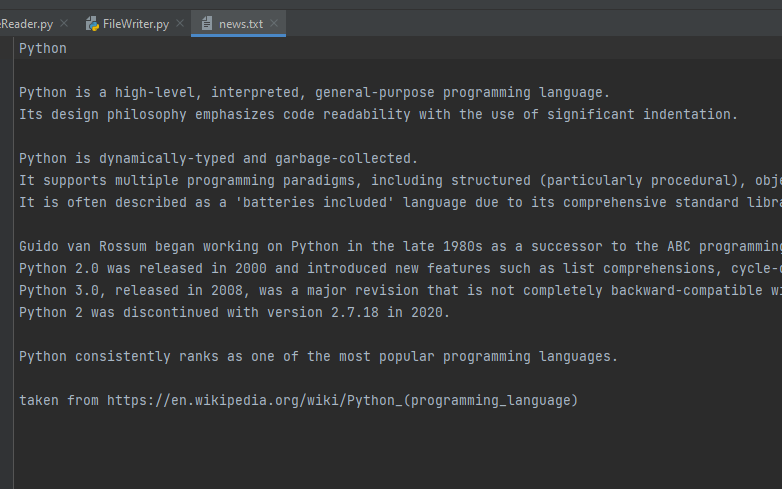 eReader.py
FileWriter.py
news.txt
Python
Python is a high-level, interpreted, general-purpose programming language.
Its design philosophy emphasizes code readability with the use of significant indentation.
Python is dynamically-typed and garbage-collected.
It supports multiple programming paradigms, including structured (particularly procedural), obje
It is often described as a 'batteries included' language due to its comprehensive standard libra
Guido van Rossum began working on Python in the late 1980s as a successor to the ABC programming
Python 2.0 was released in 2000 and introduced new features such as list comprehensions, cycle-
Python 3.0, released in 2008, was a major revision that is not completely backward-compatible wi
Python 2 was discontinued with version 2.7.18 in 2020.
Python consistently ranks as one of the most popular programming languages.
taken from https://en.wikipedia.org/wiki/Python_(programming_language)